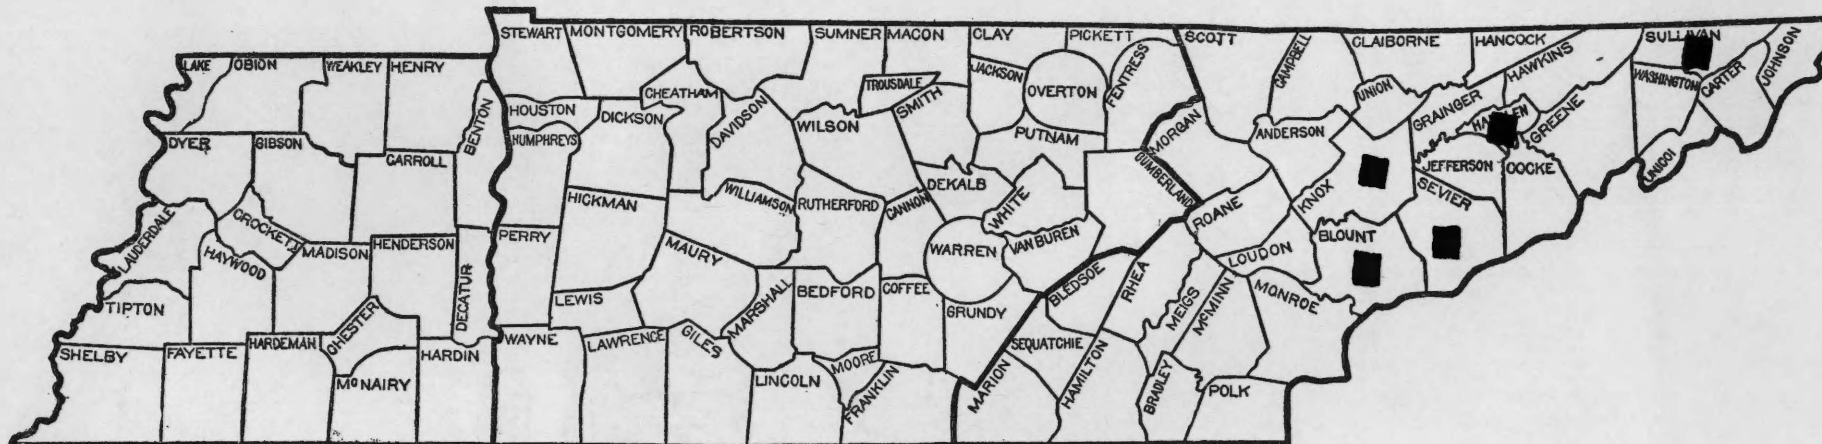 STEWART
MONTGOMERY
ROBERTSON
SUMNER
MACON
CLAY
PICKETT
SCOTT
CAMPBELL
CLAIBORNE
HANCOCK
HAWKINS
SULLIVAN
JOHNSON
LAKE
OBION
WEAKLEY
HENRY
BENTON
HOUSTON
HUMPHREYS
DICKSON
CHEATHAM
DAVIDSON
WILSON
TROUSDALE
SMITH
JACKSON
OVERTON
FENTRESS
PUTNAM
MORGAN
ANDERSON
UNION
GRAINGER
GREENE
WASHINGTON
CARTER
UNICOI
DYER
GIBSON
CARROLL
HICKMAN
WILLIAMSON
RUTHERFORD
CANNON
DEKALB
WHITE
CUMBERLAND
ROANE
KNOX
JEFFERSON
COCKE
SEVIER
LAUDERDALE
CROCKETT
HAYWOOD
MADISON
HENDERSON
DECATUR
PERRY
MAURY
WARREN
VAN BUREN
BLEDSOE
RHEA
LOUDON
BLOUNT
TIPTON
LEWIS
MARSHALL
BEDFORD
COFFEE
GRUNDY
MEIGS
McMINN
MONROE
SHELBY
FAYETTE
HARDEMAN
CHESTER
McNAIRY
HARDIN
WAYNE
LAWRENCE
GILES
LINCOLN
MOORE
FRANKLIN
SEQUATCHIE
MARION
HAMILTON
BRADLEY
POLK